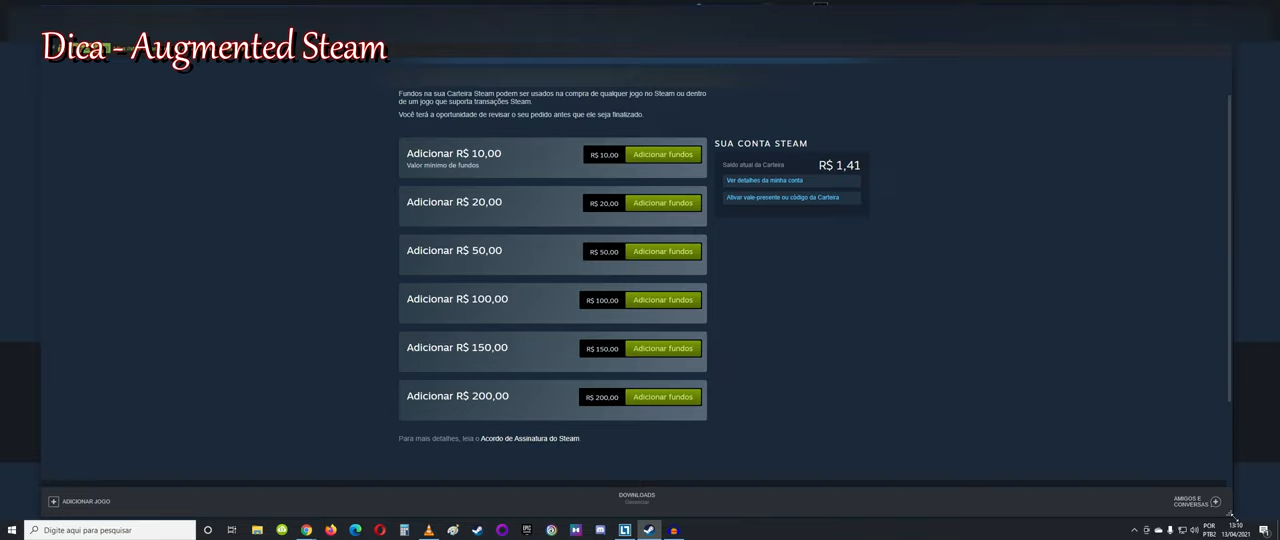 Dica - Augmented Steam
Fundos na sua Carteira Steam podem ser usados na compra de qualquer jogo no Steam ou dentro
de um jogo que suporta transações Steam.
Você terá a oportunidade de revisar o seu pedido antes que ele seja finalizado.
Adicionar R$ 10,00
Valor mínimo de fundos
R$ 10,00
Adicionar fundos
Adicionar R$ 20,00
R$ 20,00
Adicionar fundos
Adicionar R$ 50,00
R$ 50,00
Adicionar fundos
Adicionar R$ 100,00
R$ 100,00
Adicionar fundos
Adicionar R$ 150,00
R$ 150,00
Adicionar fundos
Adicionar R$ 200,00
R$ 200,00
Adicionar fundos
Para mais detalhes, leia o Acordo de Assinatura do Steam.
SUA CONTA STEAM
Saldo atual da Carteira R$ 1,41
Ver detalhes da minha conta
Ativar vale-presente ou código da Carteira
ADICIONAR JOGO
DOWNLOADS
Gerenciar
AMIGOS E
CONVERSAS
Digite aqui para pesquisar
POR
PTB2
13:10
13/04/2021